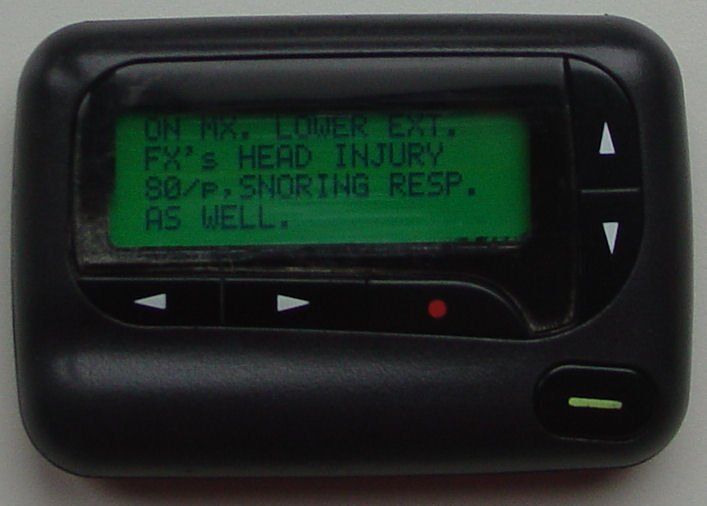 ON MX. LOWER EXT.
FX's HEAD INJURY
80/p,SNORING RESP.
AS WELL.